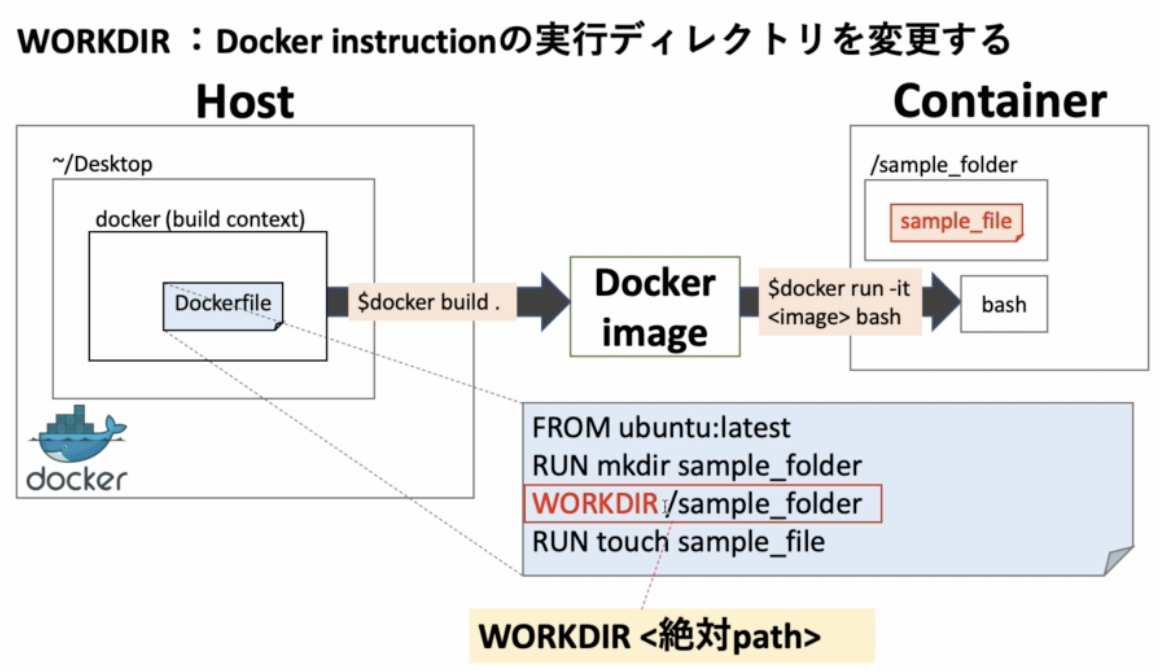 WORKDIR ：Docker instructionの実行ディレクトリを変更する
Host
Container
~/Desktop
docker (build context)
Dockerfile
$docker build .
Docker
image
$docker run -it
<image> bash
/sample_folder
sample_file
bash
docker
FROM ubuntu:latest
RUN mkdir sample_folder
WORKDIR /sample_folder
RUN touch sample_file
WORKDIR <絶対path>